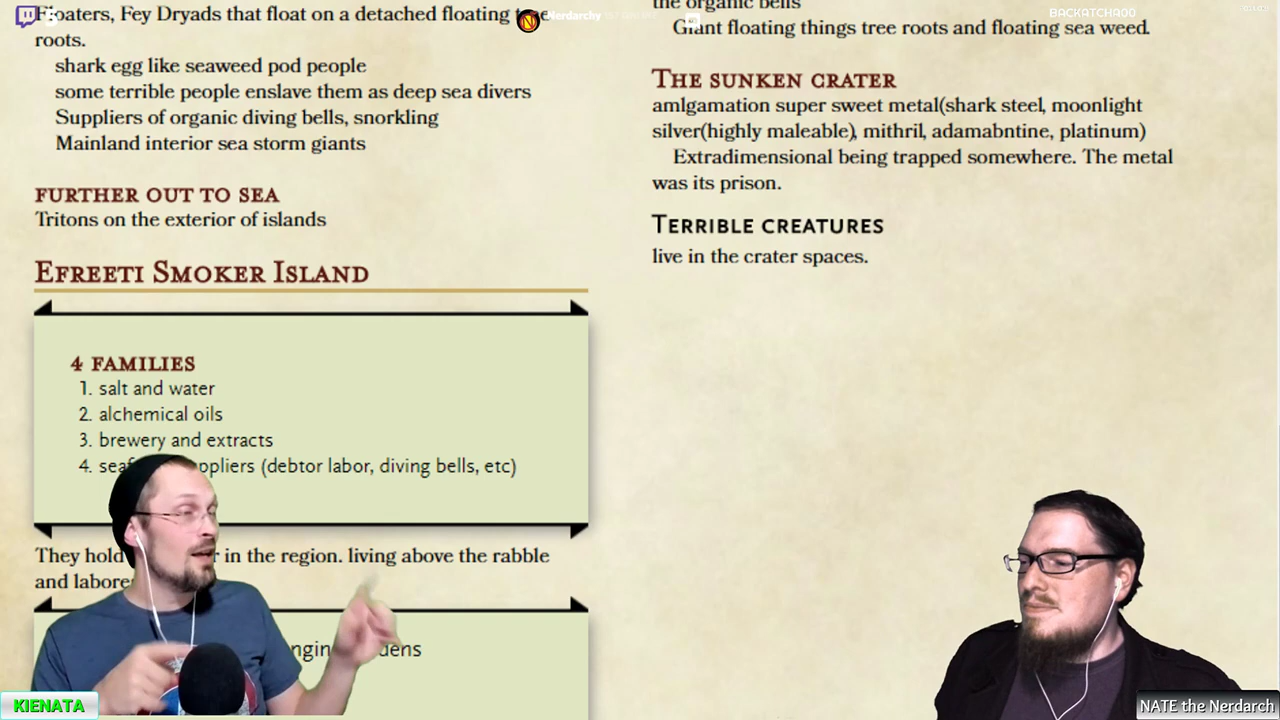 Floaters, Fey Dryads that float on a detached floating
roots.
shark egg like seaweed pod people
some terrible people enslave them as deep sea divers
Suppliers of organic diving bells, snorkling
Mainland interior sea storm giants
FURTHER OUT TO SEA
Tritons on the exterior of islands
EFREETI SMOKER ISLAND
4 FAMILIES
1. salt and water
2. alchemical oils
3. brewery and extracts
4. (debtor labor, diving bells, etc)
They hold in the region. living above the rabble
and
Nerdarchy
BACKATCHA00
the organic bells
Giant floating things tree roots and floating sea weed.
THE SUNKEN CRATER
amlgamation super sweet metal(shark steel, moonlight
silver(highly maleable), mithril, adamabntine, platinum)
Extradimensional being trapped somewhere. The metal
was its prison.
TERRIBLE CREATURES
live in the crater spaces.
KIENATA
NATE the Nerdarch